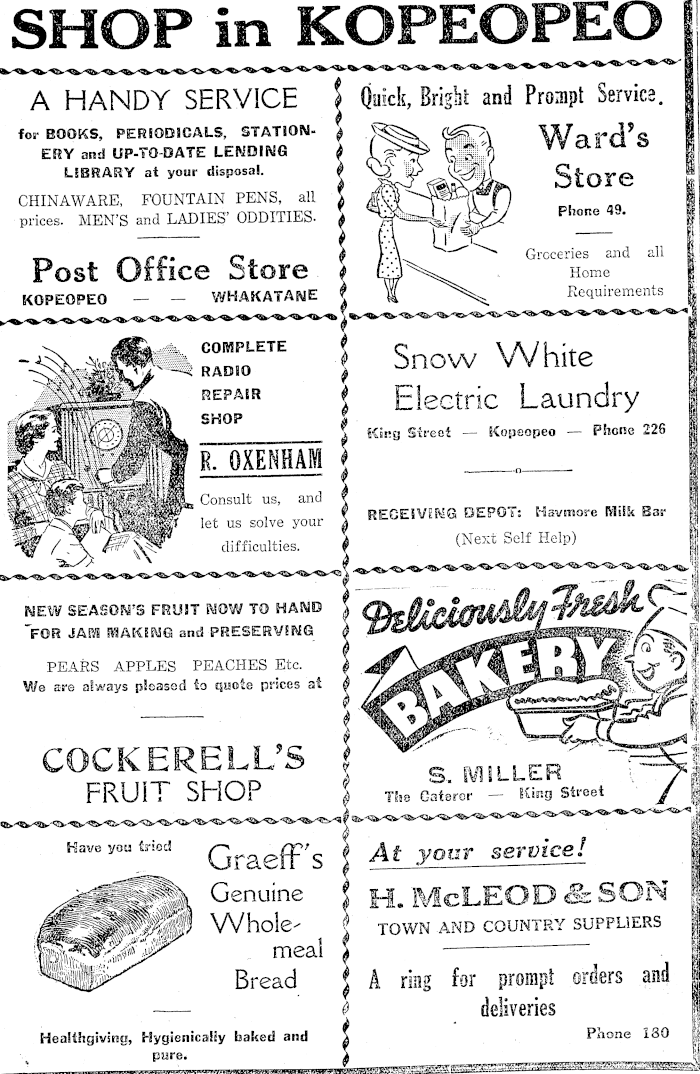 SHOP in KOPEOPEO
A HANDY SERVICE
for BOOKS, PERIODICALS, STATION-
ERY and UP-TO-DATE LENDING
LIBRARY at your disposal.
CHINAWARE, FOUNTAIN PENS, all
prices. MEN'S and LADIES' ODDITIES.
Post Office Store
KOPEOPEO — — WHAKATANE
Quick, Bright and Prompt Service.
Ward's
Store
Phone 49.
Groceries and all
Home
Requirements
COMPLETE
RADIO
REPAIR
SHOP
R. OXENHAM
Consult us, and
let us solve your
difficulties.
Snow White
Electric Laundry
King Street — Kopeopeo — Phone 226
RECEIVING DEPOT: Havmore Milk Bar
(Next Self Help)
NEW SEASON'S FRUIT NOW TO HAND
FOR JAM MAKING and PRESERVING
PEARS APPLES PEACHES Etc.
We are always pleased to quote prices at
COCKERELL'S
FRUIT SHOP
Deliciously Fresh
BAKERY
S. MILLER
The Caterer — King Street
Have you tried
Graeff's
Genuine
Whole-
meal
Bread
Healthgiving, Hygienically baked and
pure.
At your service!
H. McLEOD & SON
TOWN AND COUNTRY SUPPLIERS
A ring for prompt orders and
deliveries
Phone 180